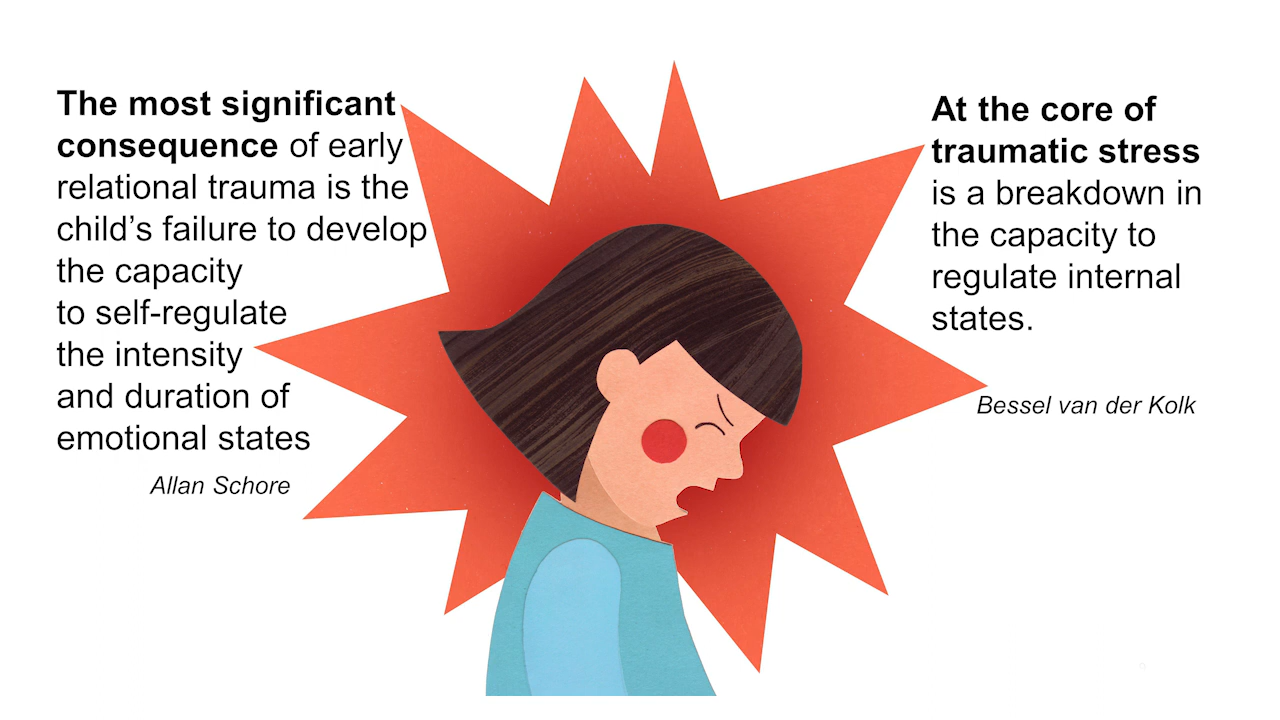 The most significant
consequence of early
relational trauma is the
child’s failure to develop
the capacity
to self-regulate
the intensity
and duration of
emotional states
Allan Schore
At the core of
traumatic stress
is a breakdown in
the capacity to
regulate internal
states.
Bessel van der Kolk